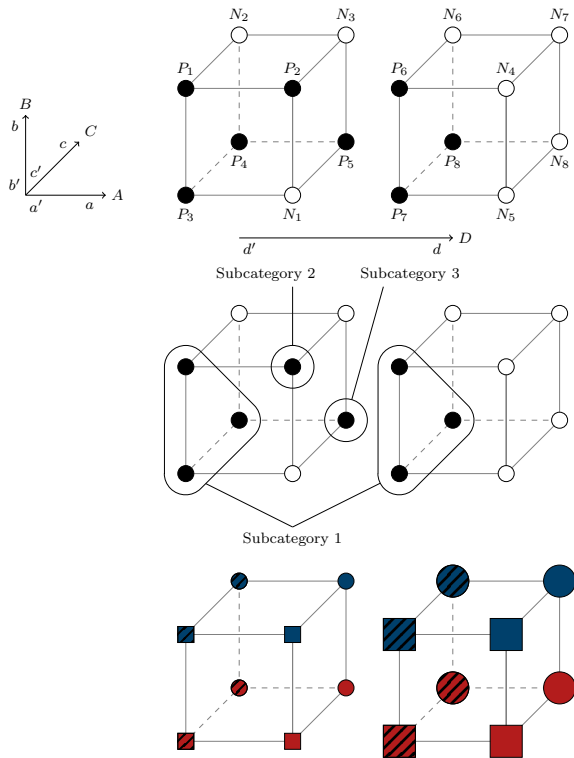 N2 N3 N6 N7
P1 P2 P6 N4
B
b c C
P4 P5 P8 N8
c'
b'
a' a A
P3 N1 P7 N5
d' d D
Subcategory 2 Subcategory 3
Subcategory 1